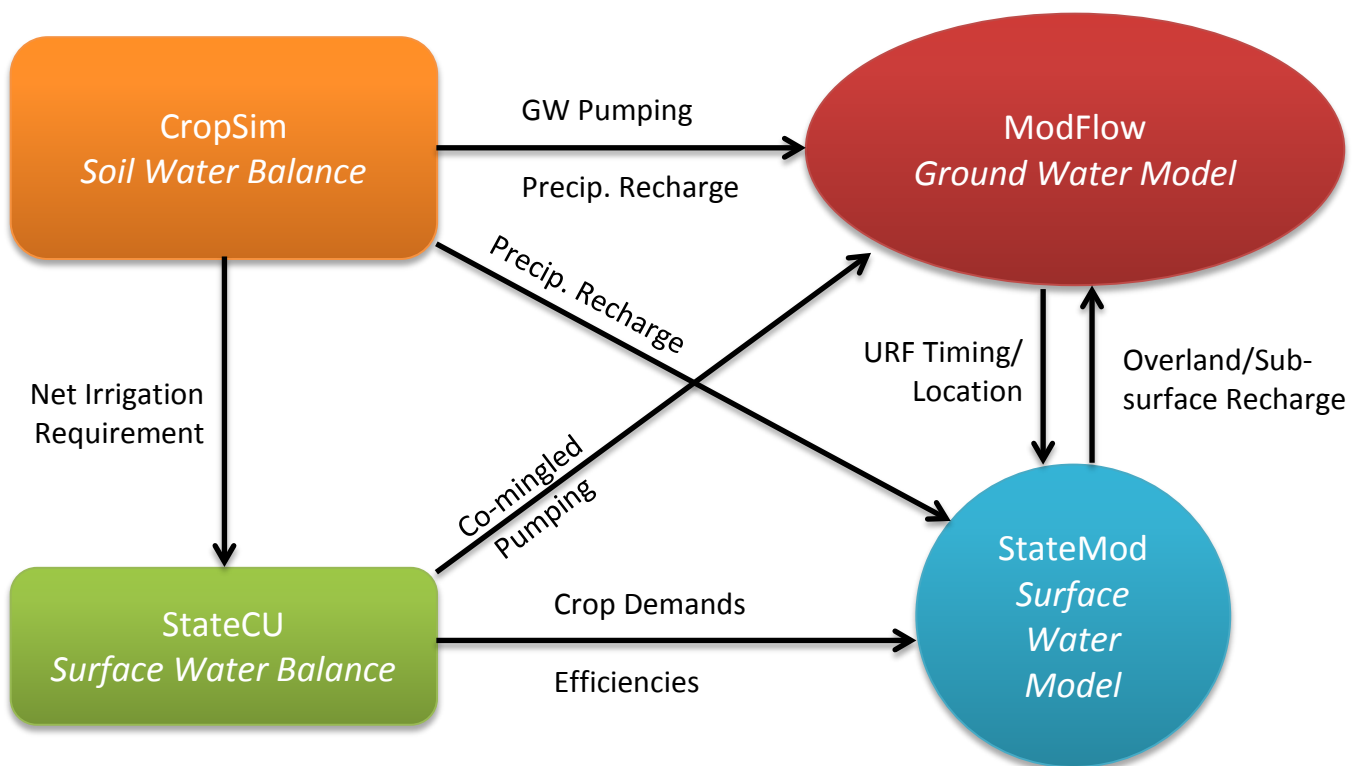 CropSim
Soil Water Balance
GW Pumping
Precip. Recharge
ModFlow
Ground Water Model
Precip. Recharge
Net Irrigation
Requirement
URF Timing/
Location
Overland/Sub-
surface Recharge
Co-mingled
Pumping
StateCU
Surface Water Balance
Crop Demands
Efficiencies
StateMod
Surface
Water
Model